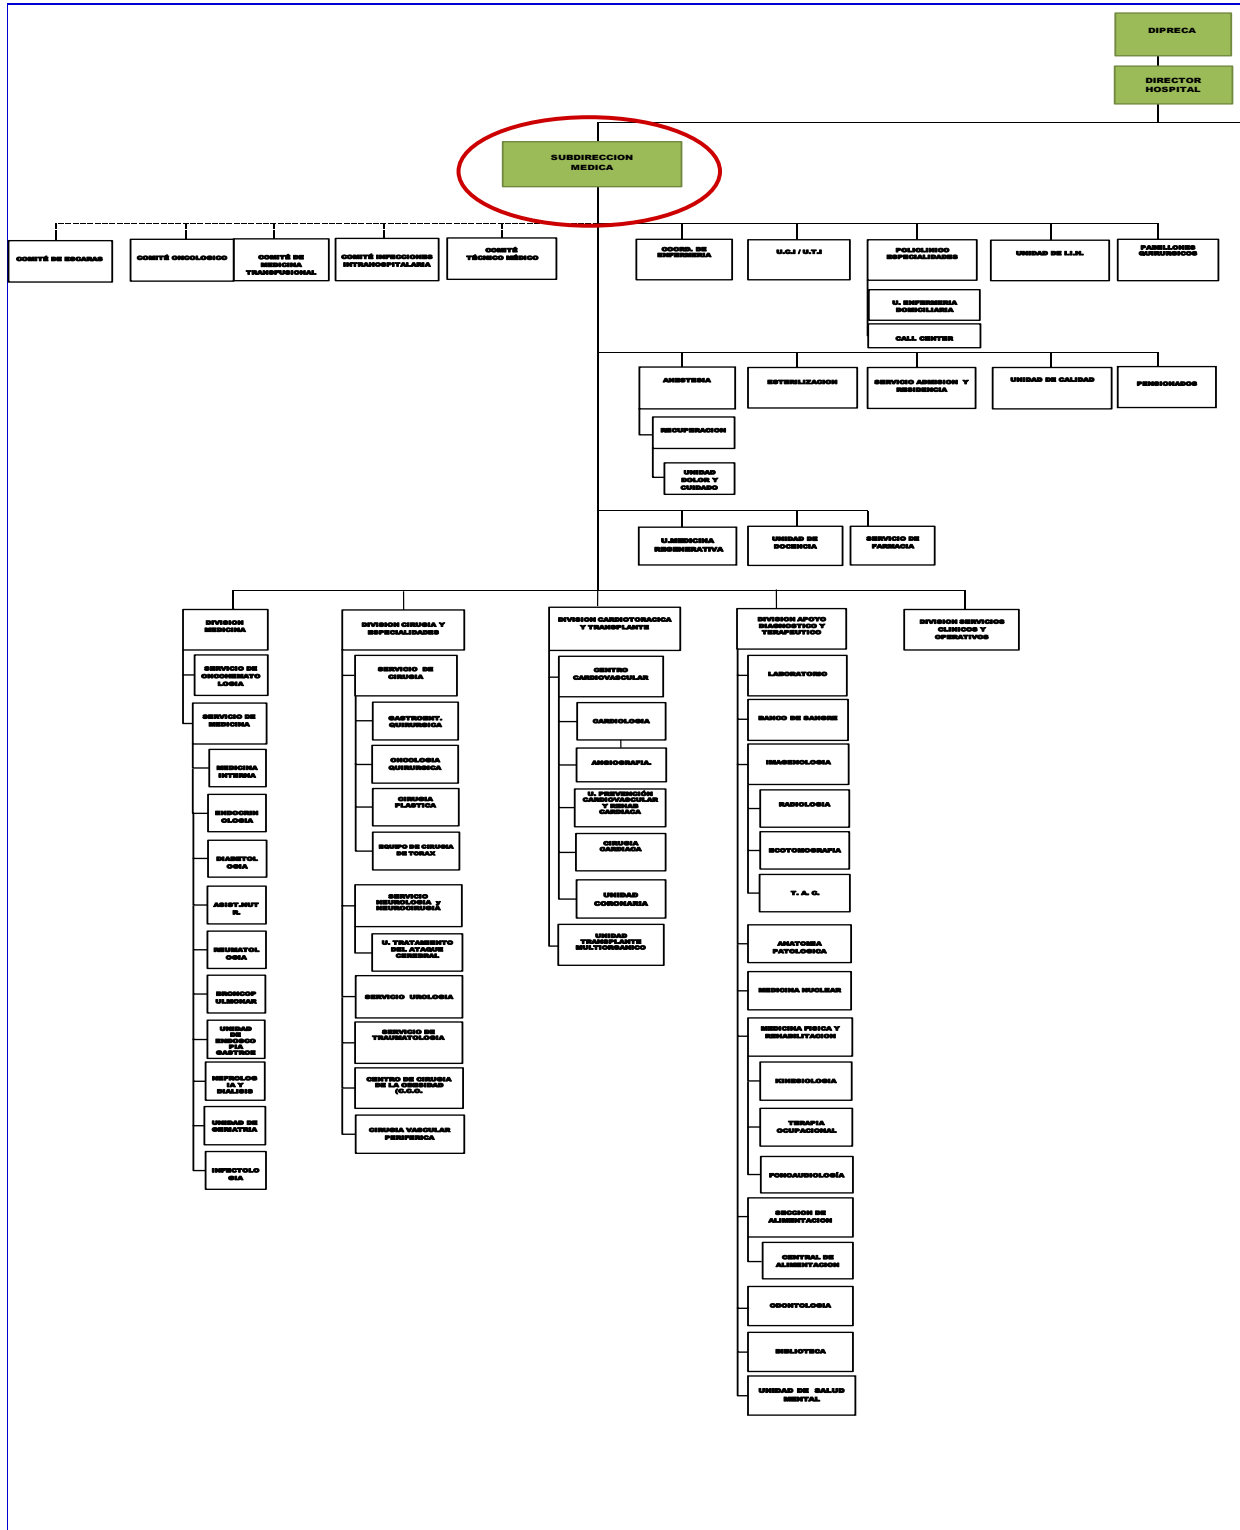 DIPRECA
DIRECTOR
HOSPITAL
SUBDIRECCION
MEDICA
COMITÉ DE ESCARAS
COMITÉ ONCOLOGICO
COMITÉ DE
MEDICINA
TRANSFUSIONAL
COMITÉ INFECCIONES
INTRAHOSPITALARIA
COMITÉ
TÉCNICO MÉDICO
COORD. DE
ENFERMERIA
U.C.I / U.T.I
POLICLINICO
ESPECIALIDADES
UNIDAD DE I.I.H.
PABELLONES
QUIRURGICOS
U. ENFERMERIA
DOMICILIARIA
CALL CENTER
ANESTESIA
ESTERILIZACION
SERVICIO ADMISION Y
RESIDENCIA
UNIDAD DE CALIDAD
PENSIONADOS
RECUPERACION
UNIDAD
DOLOR Y
CUIDADO
U.MEDICINA
REGENERATIVA
UNIDAD DE
DOCENCIA
SERVICIO DE
FARMACIA
DIVISION
MEDICINA
SERVICIO DE
ONCOHEMATO
LOGIA
SERVICIO DE
MEDICINA
MEDICINA
INTERNA
ENDOCRIN
OLOGIA
DIABETOL
OGIA
ASIST.NUT
R.
REUMATOL
OGIA
BRONCOP
ULMONAR
UNIDAD
DE
ENDOSCO
PIA
GASTROE
NEFROLOG
IA Y
DIALISIS
UNIDAD DE
GERIATRIA
INFECTOLO
GIA
DIVISION CIRUGIA Y
ESPECIALIDADES
SERVICIO DE
CIRUGIA
GASTROENT.
QUIRURGICA
ONCOLOGIA
QUIRURGICA
CIRUGIA
PLASTICA
EQUIPO DE CIRUGIA
DE TORAX
SERVICIO
NEUROLOGIA y
NEUROCIRUGIA
U. TRATAMIENTO
DEL ATAQUE
CEREBRAL
SERVICIO UROLOGIA
SERVICIO DE
TRAUMATOLOGIA
CENTRO DE CIRUGIA
DE LA OBESIDAD
(C.C.O.
CIRUGIA VASCULAR
PERIFERICA
DIVISION CARDIOTORACICA
Y TRANSPLANTE
CENTRO
CARDIOVASCULAR
CARDIOLOGIA
ANGIOGRAFIA.
U. PREVENCIÓN
CARDIOVASCULAR
Y REHAB
CARDIACA
CIRUGIA
CARDIACA
UNIDAD
CORONARIA
UNIDAD
TRANSPLANTE
MULTIORGANICO
DIVISION APOYO
DIAGNOSTICO Y
TERAPEUTICO
LABORATORIO
BANCO DE SANGRE
IMAGENOLOGIA
RADIOLOGIA
ECOTOMOGRAFIA
T. A. C.
ANATOMIA
PATOLOGICA
MEDICINA NUCLEAR
MEDICINA FISICA Y
REHABILITACION
KINESIOLOGIA
TERAPIA
OCUPACIONAL
FONOAUDIOLOGÍA
SECCION DE
ALIMENTACION
CENTRAL DE
ALIMENTACION
ODONTOLOGIA
BIBLIOTECA
UNIDAD DE SALUD
MENTAL
DIVISION SERVICIOS
CLINICOS Y
OPERATIVOS